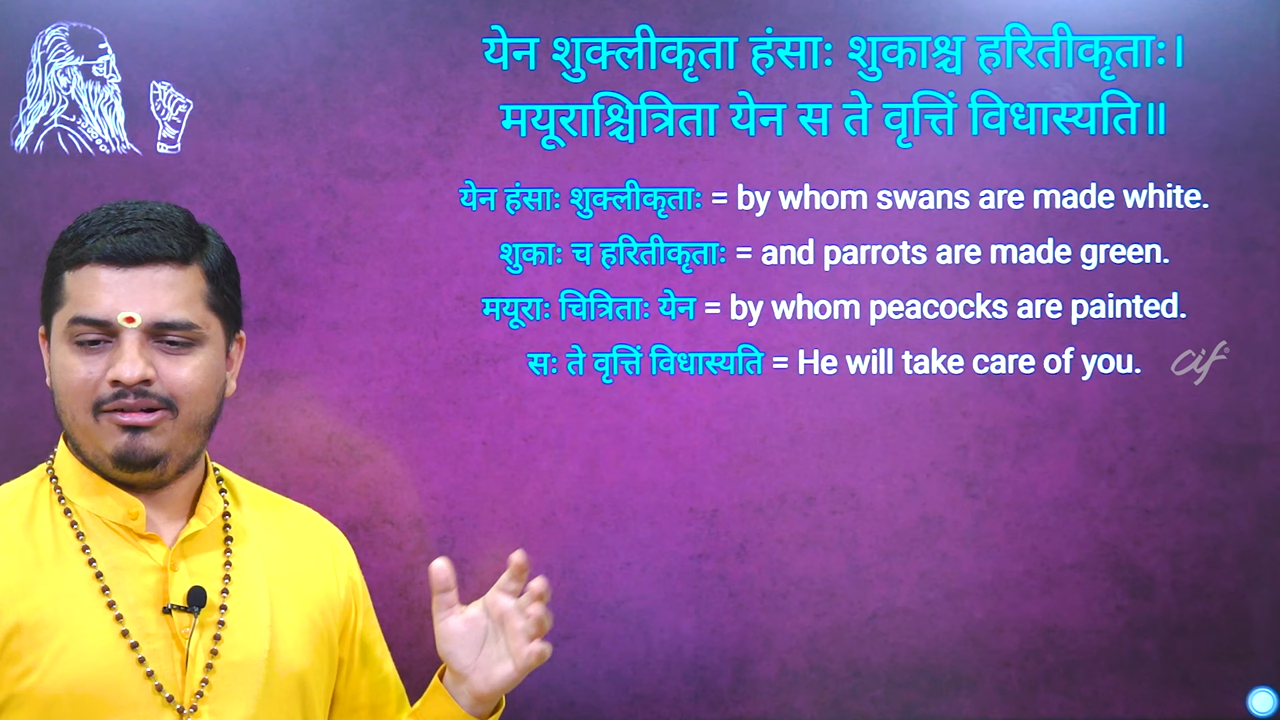 येन शुक्लीकृता हंसाः शुकाश्च हरितीकृताः।
मयूराश्चित्रिता येन स ते वृत्तिं विधास्यति॥
येन हंसाः शुक्लीकृताः = by whom swans are made white.
शुकाः च हरितीकृताः = and parrots are made green.
मयूराः चित्रिताः येन = by whom peacocks are painted.
सः ते वृत्तिं विधास्यति = He will take care of you.
cif